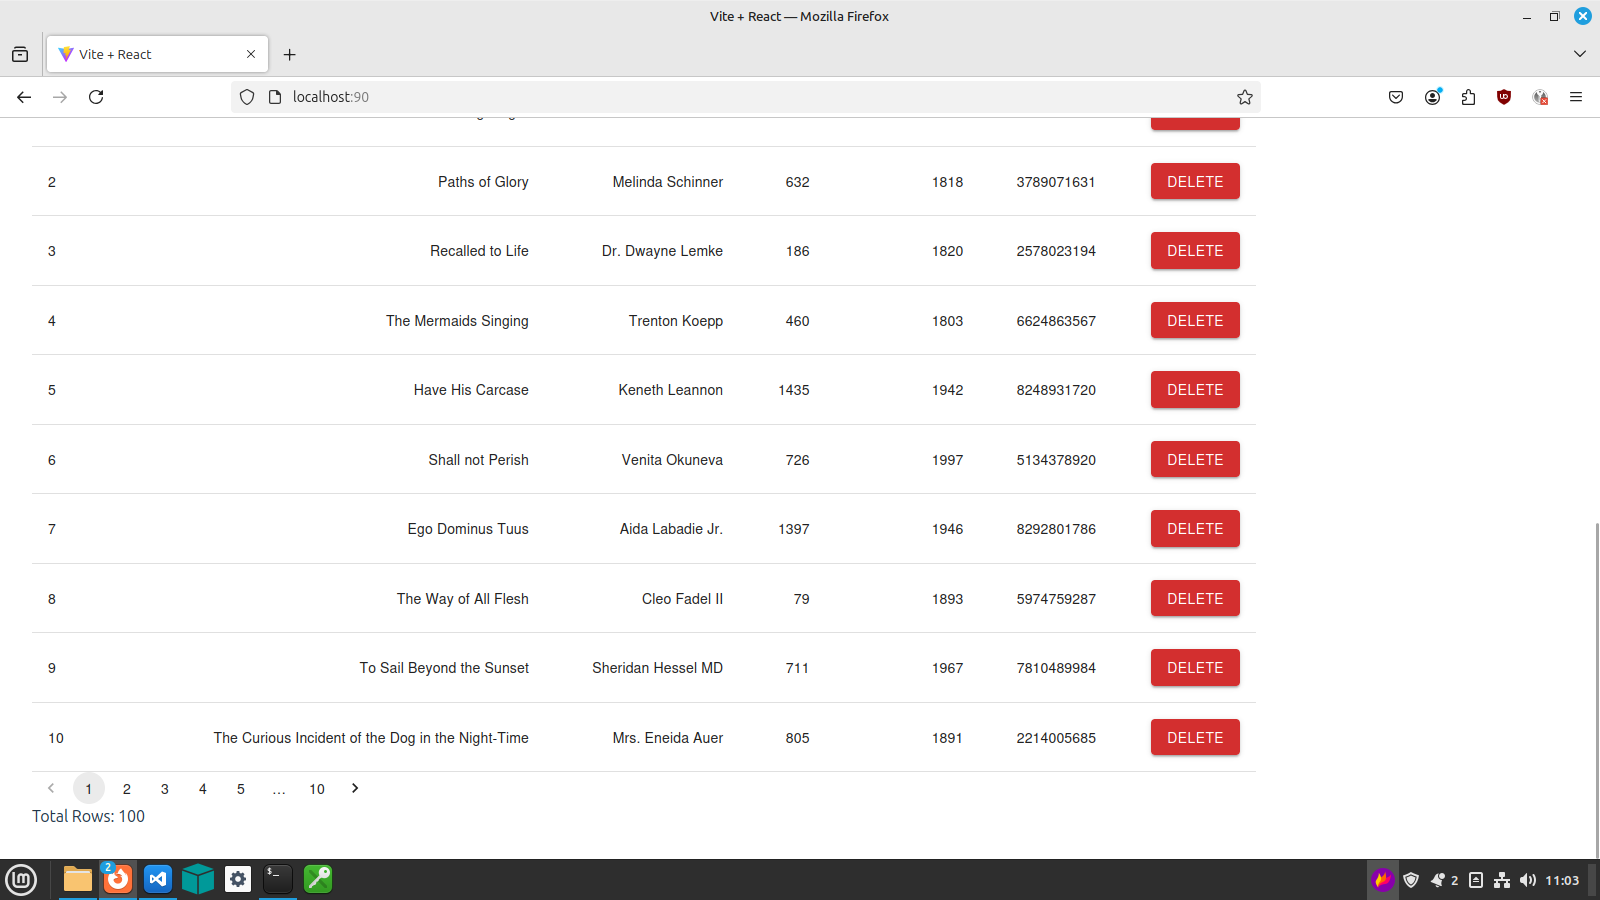 Vite + React — Mozilla Firefox
Vite + React
localhost:90
2 Paths of Glory Melinda Schinner 632 1818 3789071631 DELETE
3 Recalled to Life Dr. Dwayne Lemke 186 1820 2578023194 DELETE
4 The Mermaids Singing Trenton Koepp 460 1803 6624863567 DELETE
5 Have His Carcase Keneth Leannon 1435 1942 8248931720 DELETE
6 Shall not Perish Venita Okuneva 726 1997 5134378920 DELETE
7 Ego Dominus Tuus Aida Labadie Jr. 1397 1946 8292801786 DELETE
8 The Way of All Flesh Cleo Fadel II 79 1893 5974759287 DELETE
9 To Sail Beyond the Sunset Sheridan Hessel MD 711 1967 7810489984 DELETE
10 The Curious Incident of the Dog in the Night-Time Mrs. Eneida Auer 805 1891 2214005685 DELETE
1 2 3 4 5 … 10
Total Rows: 100
2
2 11:03